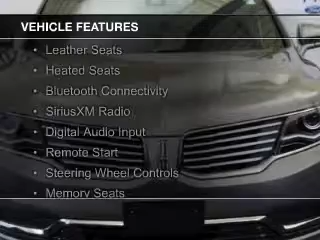 VEHICLE FEATURES
• Leather Seats
• Heated Seats
• Bluetooth Connectivity
• SiriusXM Radio
• Digital Audio Input
• Remote Start
• Steering Wheel Controls
• Memory Seats